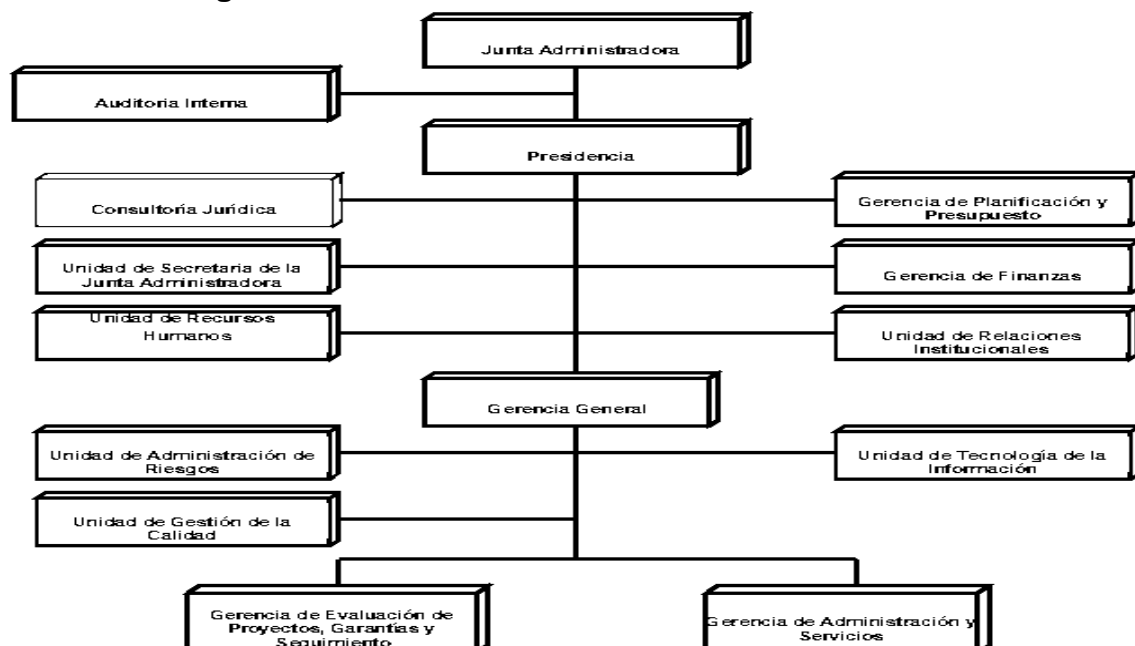 Junta Administradora
Auditoria Interna
Presidencia
Consultoría Jurídica
Gerencia de Planificación y
Presupuesto
Unidad de Secretaria de la
Junta Administradora
Gerencia de Finanzas
Unidad de Recursos
Humanos
Unidad de Relaciones
Institucionales
Gerencia General
Unidad de Administración de
Riesgos
Unidad de Tecnología de la
Información
Unidad de Gestión de la
Calidad
Gerencia de Evaluación de
Proyectos, Garantías y
Seguimiento
Gerencia de Administración y
Servicios